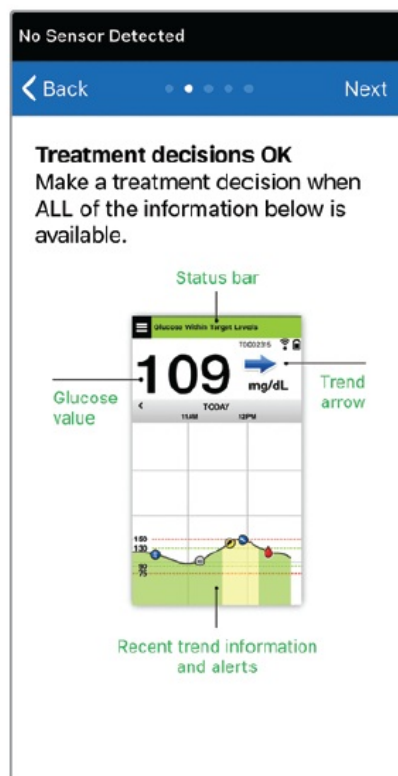 No Sensor Detected
Back
Next
Treatment decisions OK
Make a treatment decision when
ALL of the information below is
available.
Status bar
Glucose Within Target Levels
109
mg/dL
Glucose
value
Trend
arrow
TODAY
11AM 12PM
150
130
Recent trend information
and alerts